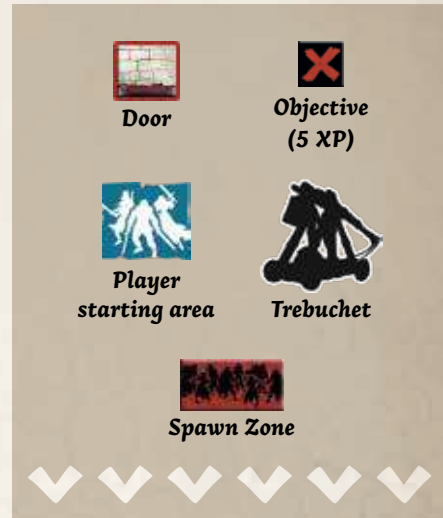 Door
Objective
(5 XP)
Player
starting area
Trebuchet
Spawn Zone